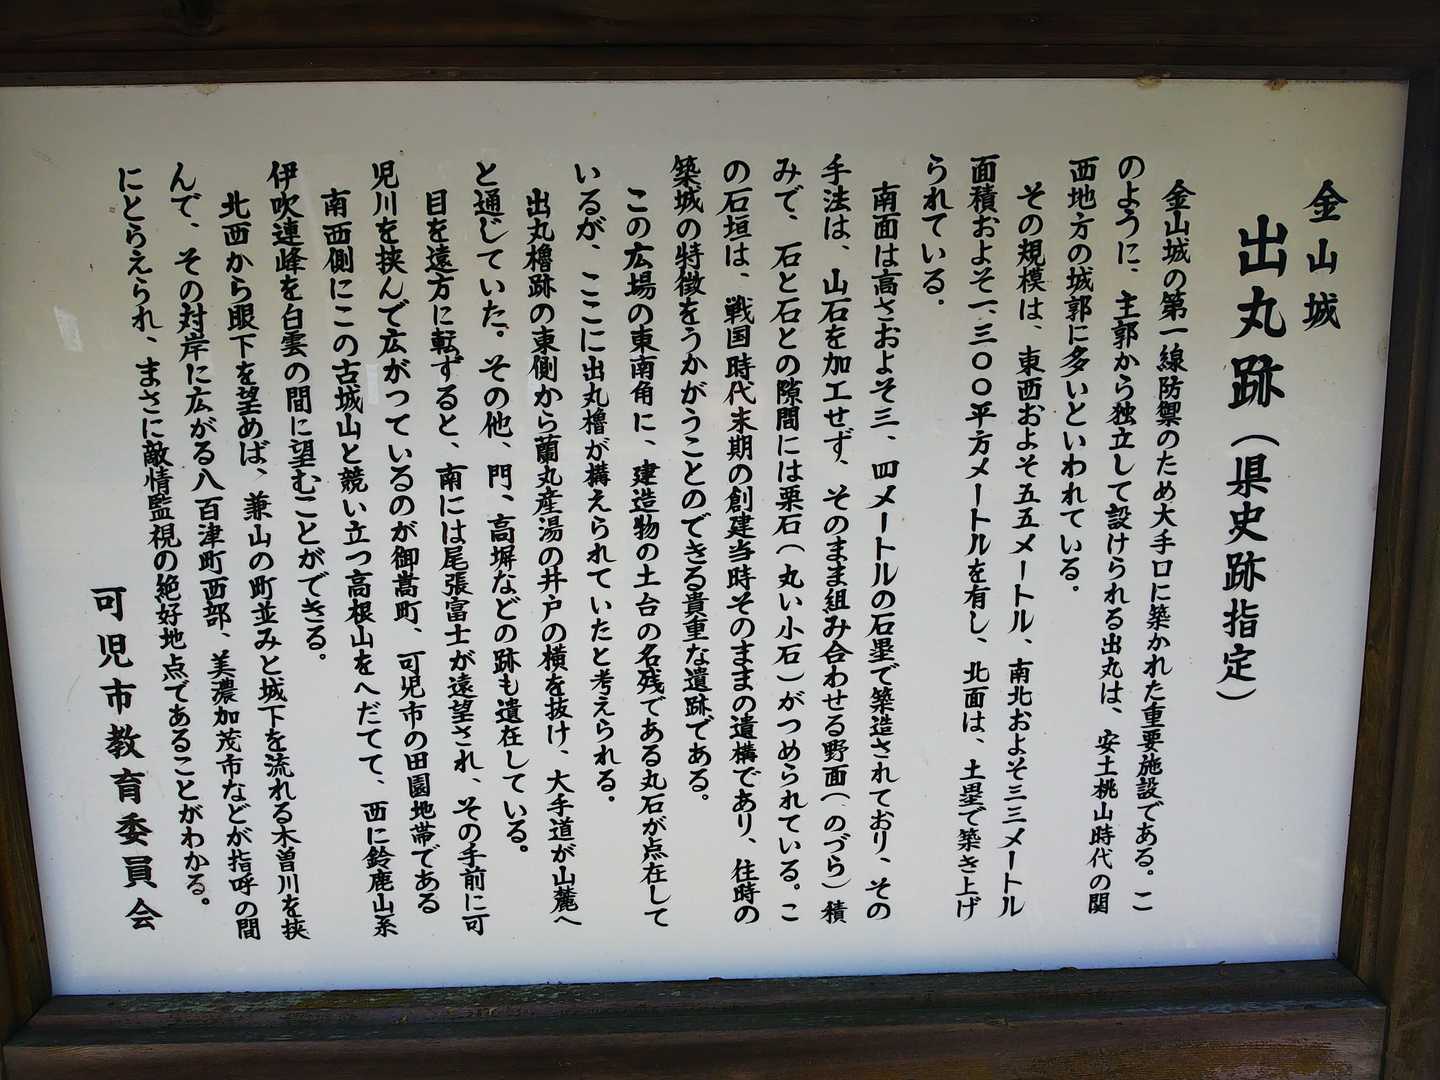 金山城
出丸跡（県史跡指定）
金山城の第一線防禦のため大手口に築かれた重要施設である。こ
のように、主郭から独立して設けられる出丸は、安土桃山時代の関
西地方の城郭に多いといわれている。
その規模は、東西およそ五五メートル、南北およそ三三メートル
面積およそ一、三〇〇平方メートルを有し、北面は、土塁で築き上げ
られている。
南面は高さおよそ三、四メートルの石塁で築造されており、その
手法は、山石を加工せず、そのまま組み合わせる野面（のづら）積
みで、石と石との隙間には栗石（丸い小石）がつめられている。こ
の石垣は、戦国時代末期の創建当時そのままの遺構であり、往時の
築城の特徴をうかがうことのできる貴重な遺跡である。
この広場の東南角に、建造物の土台の名残である丸石が点在して
いるが、ここに出丸櫓が構えられていたと考えられる。
出丸櫓跡の東側から蘭丸産湯の井戸の横を抜け、大手道が山麓へ
と通じていた。その他、門、高塀などの跡も遺在している。
目を遠方に転ずると、南には尾張富士が遠望され、その手前に可
児川を挟んで広がっているのが御嵩町、可児市の田園地帯である
南西側にこの古城山と競い立つ高根山をへだてて、西に鈴鹿山系
伊吹連峰を白雲の間に望むことができる。
北西から眼下を望めば、兼山の町並みと城下を流れる木曽川を挟
んで、その対岸に広がる八百津町西部、美濃加茂市などが指呼の間
にとらえられ、まさに敵情監視の絶好地点であることがわかる。
可児市教育委員会